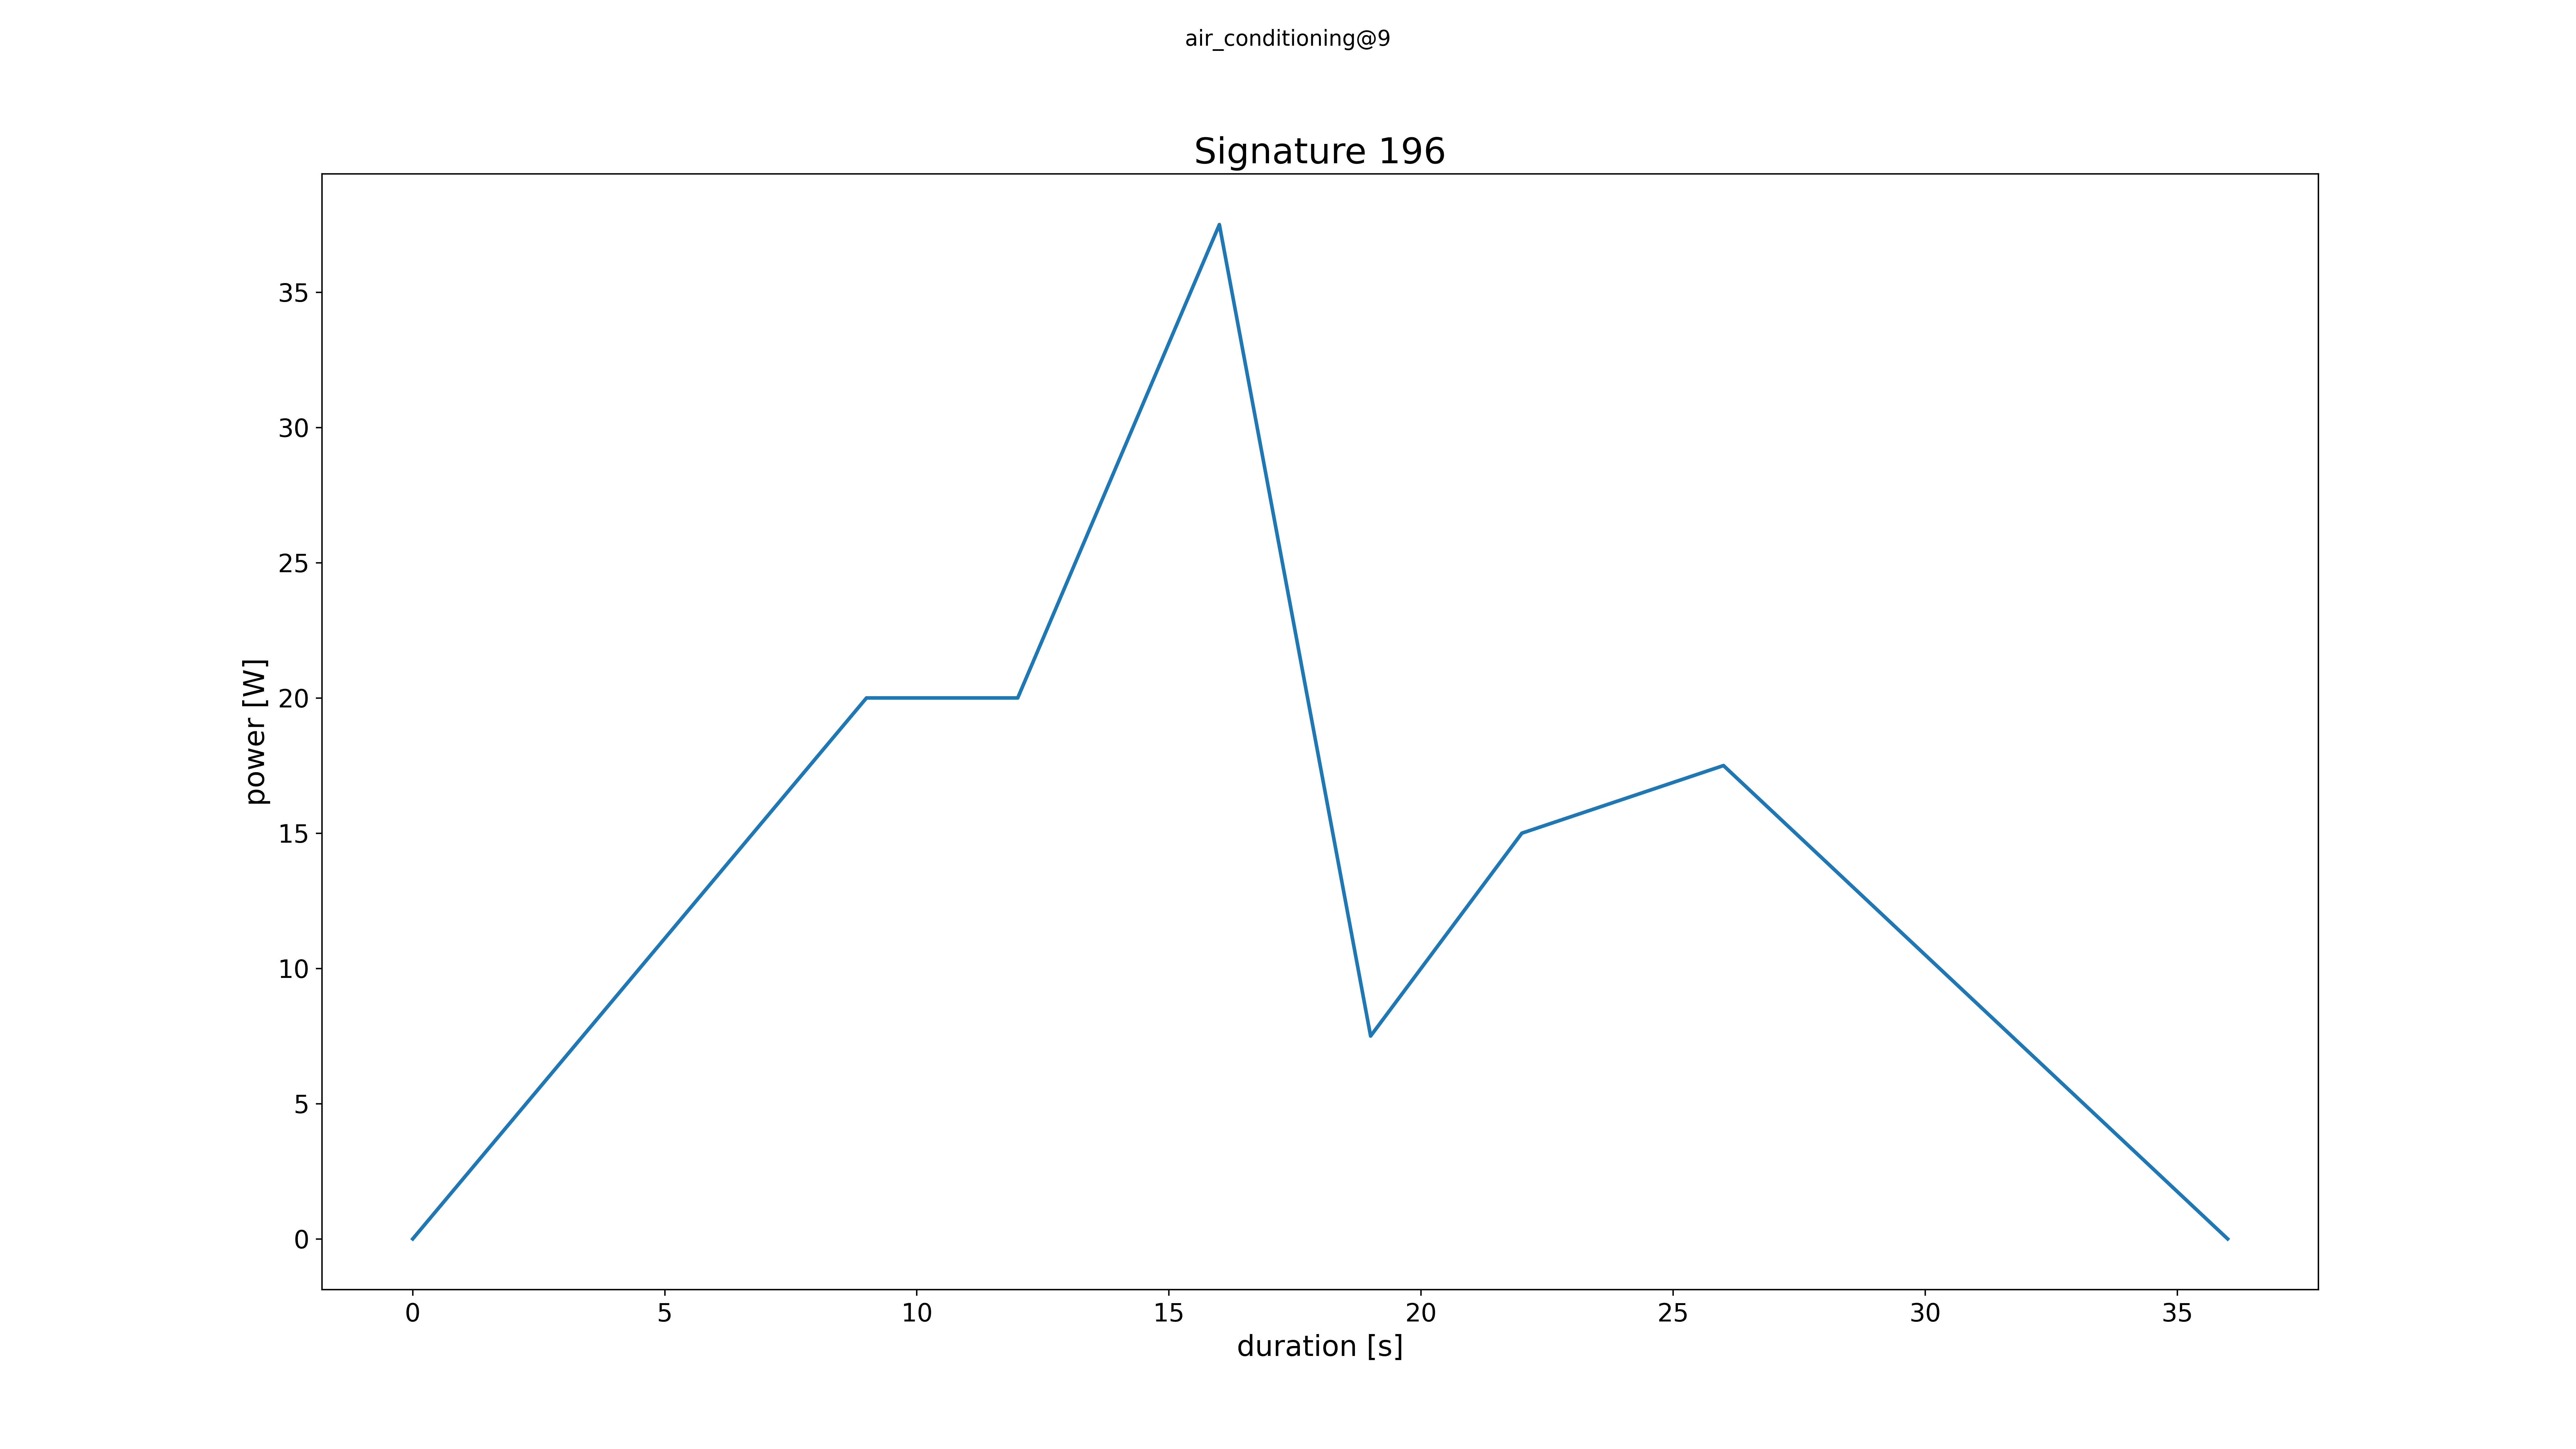 air_conditioning@9
Signature 196
power [W]
35
30
25
20
15
10
5
0
0 5 10 15 20 25 30 35
duration [s]